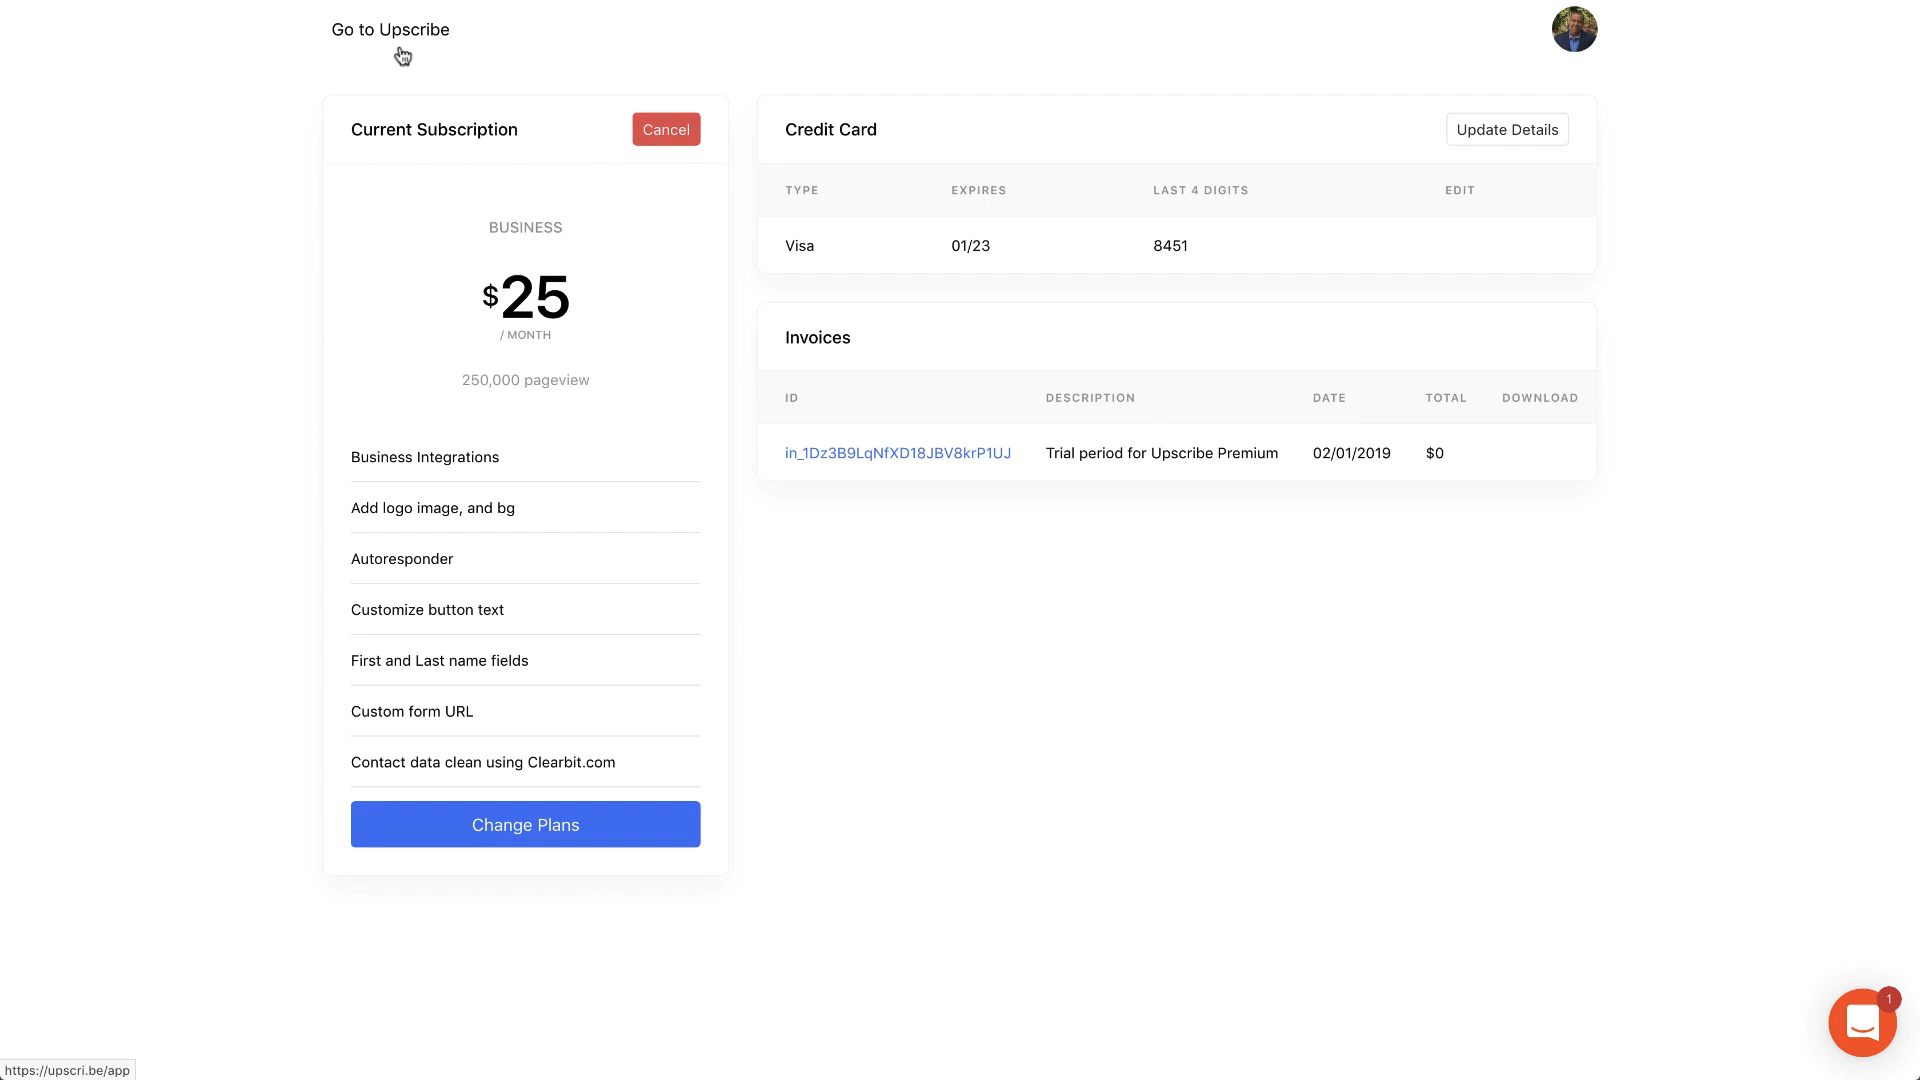 Go to Upscribe
Current Subscription
Cancel
BUSINESS
$25
/ MONTH
250,000 pageview
Business Integrations
Add logo image, and bg
Autoresponder
Customize button text
First and Last name fields
Custom form URL
Contact data clean using Clearbit.com
Change Plans
Credit Card
Update Details
TYPE EXPIRES LAST 4 DIGITS EDIT
Visa 01/23 8451
Invoices
ID DESCRIPTION DATE TOTAL DOWNLOAD
in_1Dz3B9LqNfXD18JBV8krP1UJ Trial period for Upscribe Premium 02/01/2019 $0
1
https://upscri.be/app